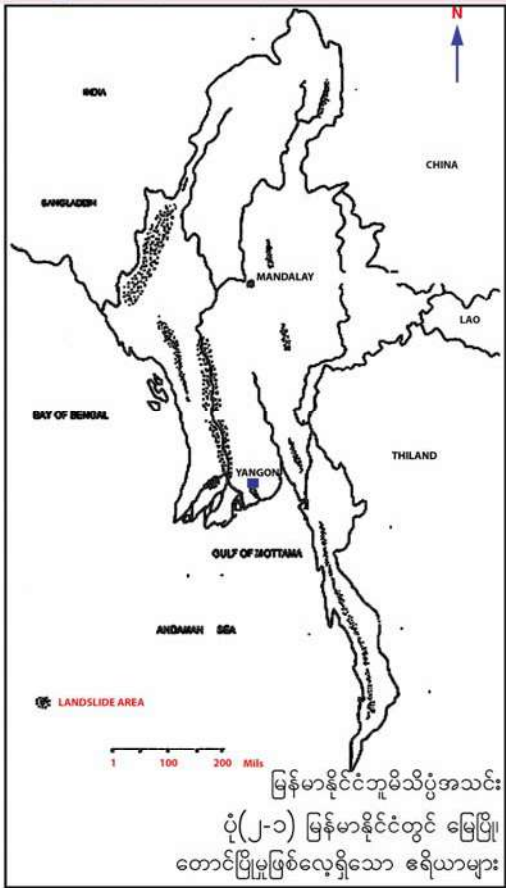 N
INDIA
CHINA
BANGLADESH
MANDALAY
LAO
BAY OF BENGAL
THILAND
YANGON
GULF OF MOTTAMA
ANDAMAN SEA
LANDSLIDE AREA
1 100 200 Mils
မြန်မာနိုင်ငံဘူမိသိပ္ပံအသင်း
ပုံ(၂-၁) မြန်မာနိုင်ငံတွင် မြေပြို၊
တောင်ပြိုမှုဖြစ်လေ့ရှိသော ဧရိယာများ